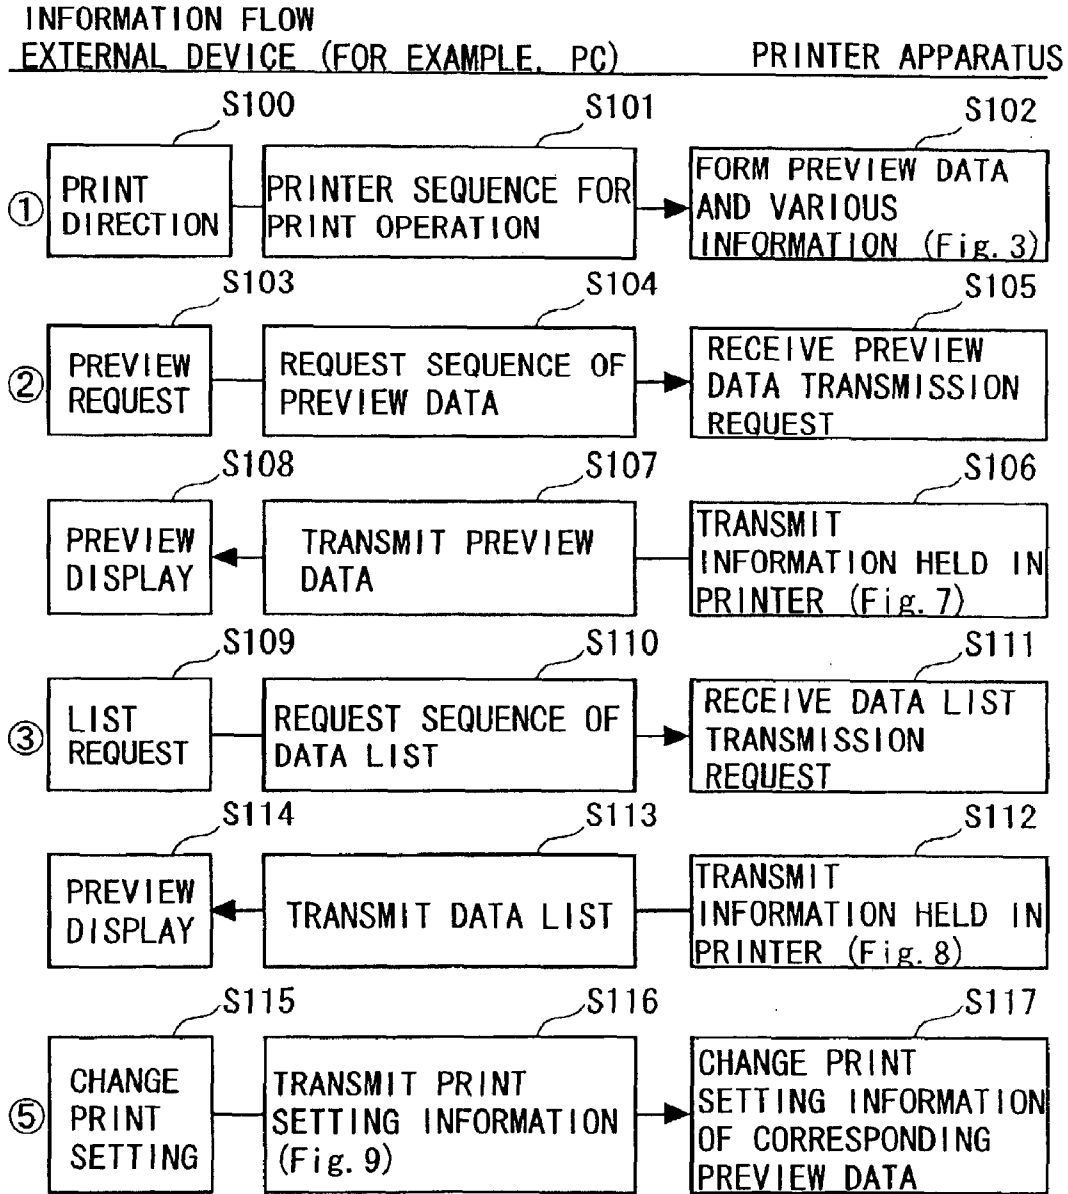 INFORMATION FLOW
EXTERNAL DEVICE (FOR EXAMPLE, PC) PRINTER APPARATUS
S100 S101 S102
①
PRINT
DIRECTION
PRINTER SEQUENCE FOR
PRINT OPERATION
FORM PREVIEW DATA
AND VARIOUS
INFORMATION (Fig. 3)
S103 S104 S105
②
PREVIEW
REQUEST
REQUEST SEQUENCE OF
PREVIEW DATA
RECEIVE PREVIEW
DATA TRANSMISSION
REQUEST
S108 S107 S106
PREVIEW
DISPLAY
TRANSMIT PREVIEW
DATA
TRANSMIT
INFORMATION HELD IN
PRINTER (Fig. 7)
S109 S110 S111
③
LIST
REQUEST
REQUEST SEQUENCE OF
DATA LIST
RECEIVE DATA LIST
TRANSMISSION
REQUEST
S114 S113 S112
PREVIEW
DISPLAY
TRANSMIT DATA LIST
TRANSMIT
INFORMATION HELD IN
PRINTER (Fig. 8)
S115 S116 S117
⑤
CHANGE
PRINT
SETTING
TRANSMIT PRINT
SETTING INFORMATION
(Fig. 9)
CHANGE PRINT
SETTING INFORMATION
OF CORRESPONDING
PREVIEW DATA